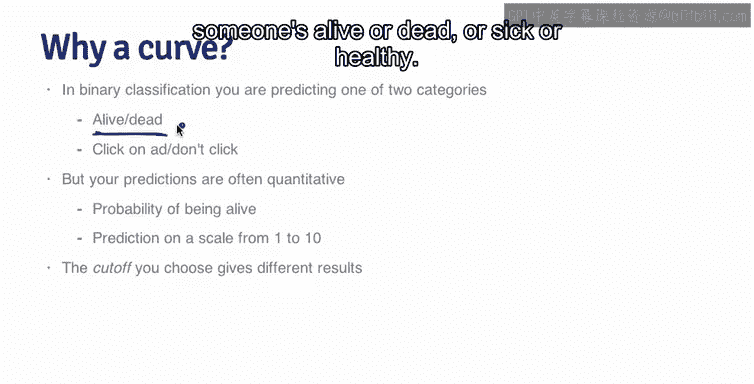 someone's alive or dead, or sick or
healthy.
Why a curve?
· In binary classification you are predicting one of two categories
- Alive/dead
- Click on ad/don't click
· But your predictions are often quantitative
- Probability of being alive
- Prediction on a scale from 1 to 10
· The cutoff you choose gives different results